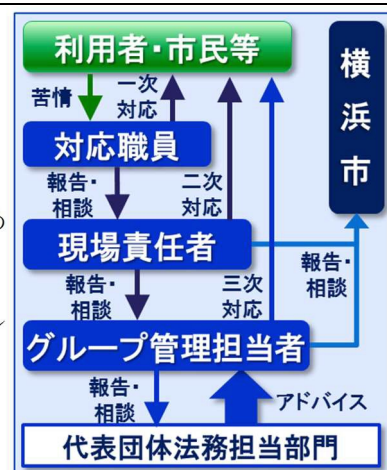 利用者・市民等
横浜市
苦情
一次
対応
対応職員
報告・
相談
二次
対応
の
現場責任者
報告・
相談
三次
対応
報告・
相談
グループ管理担当者
報告・
相談
アドバイス
代表団体法務担当部門